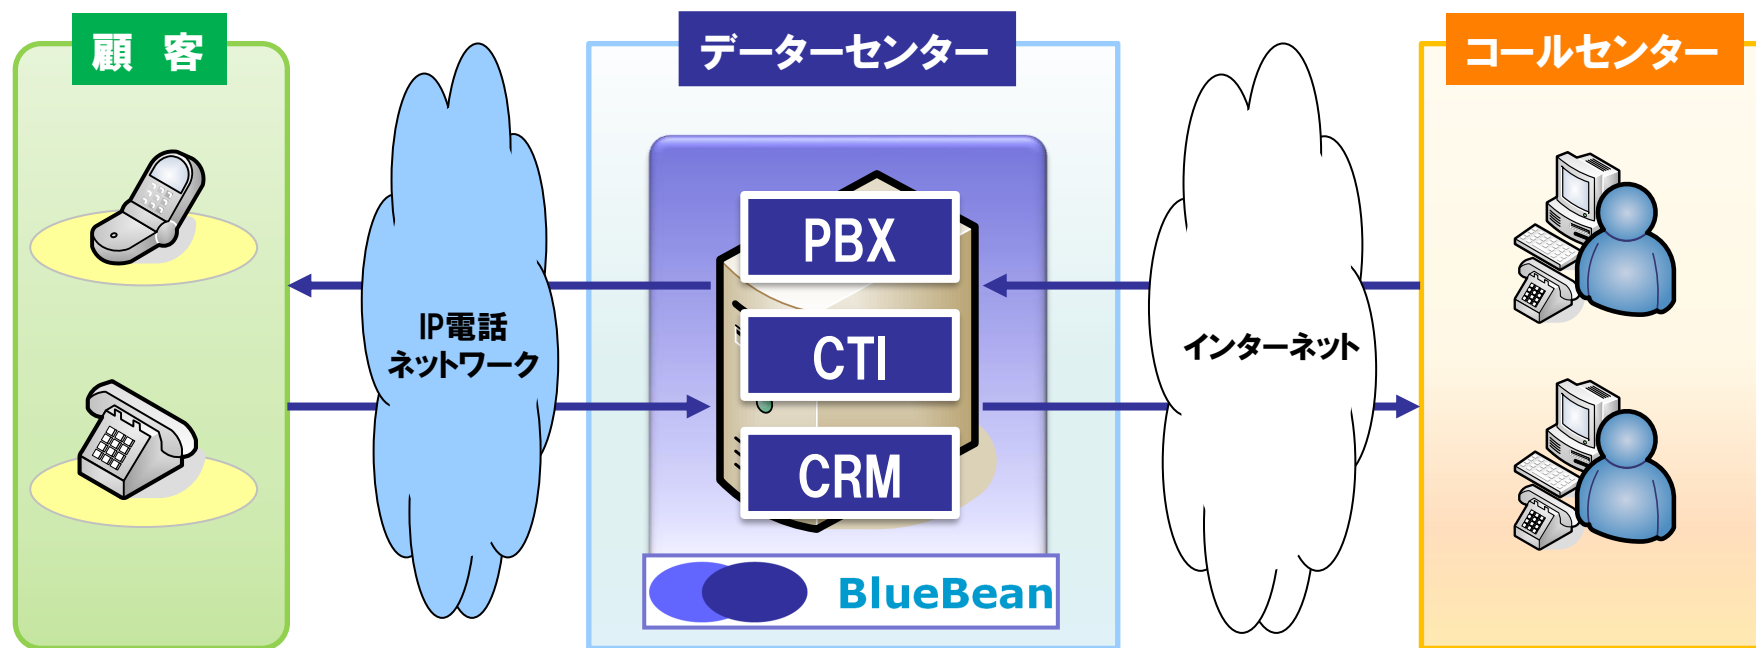 顧 客
データーセンター
コールセンター
PBX
IP電話
ネットワーク
CTI
インターネット
CRM
BlueBean